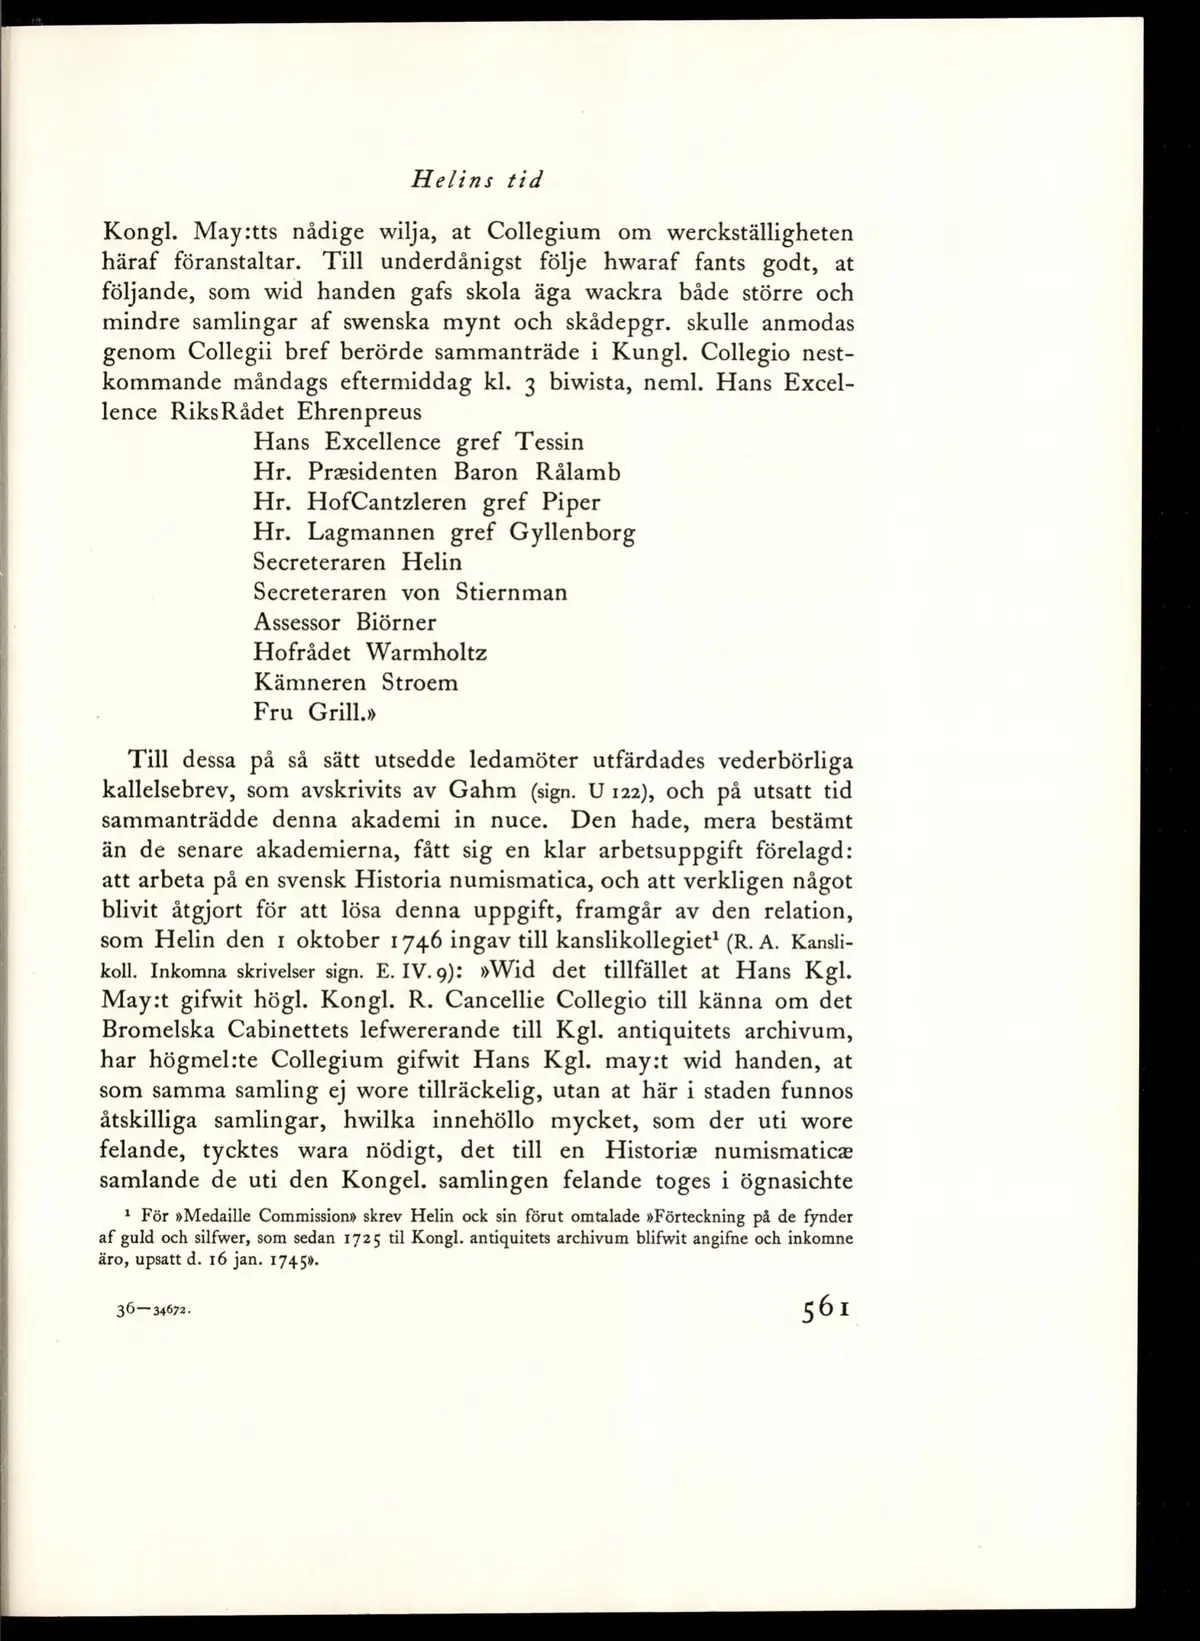 Helins tid
Kongl. May:tts nådige wilja, at Collegium om werckställigheten
häraf föranstaltar. Till underdånigst följe hwaraf fants godt, at
följande, som wid handen gafs skola äga wackra både större och
mindre samlingar af swenska mynt och skådepgr. skulle anmodas
genom Collegii bref berörde sammanträde i Kungl. Collegio nest-
kommande måndags eftermiddag kl. 3 biwista, neml. Hans Excel-
lence RiksRådet Ehrenpreus
Hans Excellence gref Tessin
Hr. Præsidenten Baron Rålamb
Hr. HofCantzleren gref Piper
Hr. Lagmannen gref Gyllenborg
Secreteraren Helin
Secreteraren von Stiernman
Assessor Biörner
Hofrådet Warmholtz
Kämneren Stroem
Fru Grill.»
Till dessa på så sätt utsedde ledamöter utfärdades vederbörliga
kallelsebrev, som avskrivits av Gahm (sign. U 122), och på utsatt tid
sammanträdde denna akademi in nuce. Den hade, mera bestämt
än de senare akademierna, fått sig en klar arbetsuppgift förelagd:
att arbeta på en svensk Historia numismatica, och att verkligen något
blivit åtgjort för att lösa denna uppgift, framgår av den relation,
som Helin den 1 oktober 1746 ingav till kanslikollegiet¹ (R. A. Kansli-
koll. Inkomna skrivelser sign. E. IV. 9): »Wid det tillfället at Hans Kgl.
May:t gifwit högl. Kongl. R. Cancellie Collegio till känna om det
Bromelska Cabinettets lefwererande till Kgl. antiquitets archivum,
har högmel:te Collegium gifwit Hans Kgl. may:t wid handen, at
som samma samling ej wore tillräckelig, utan at här i staden funnos
åtskilliga samlingar, hwilka innehöllo mycket, som der uti wore
felande, tycktes wara nödigt, det till en Historiæ numismaticæ
samlande de uti den Kongel. samlingen felande toges i ögnasichte
¹ För »Medaille Commission» skrev Helin ock sin förut omtalade »Förteckning på de fynder
af guld och silfwer, som sedan 1725 til Kongl. antiquitets archivum blifwit angifne och inkomne
äro, upsatt d. 16 jan. 1745».
36—34672.
561